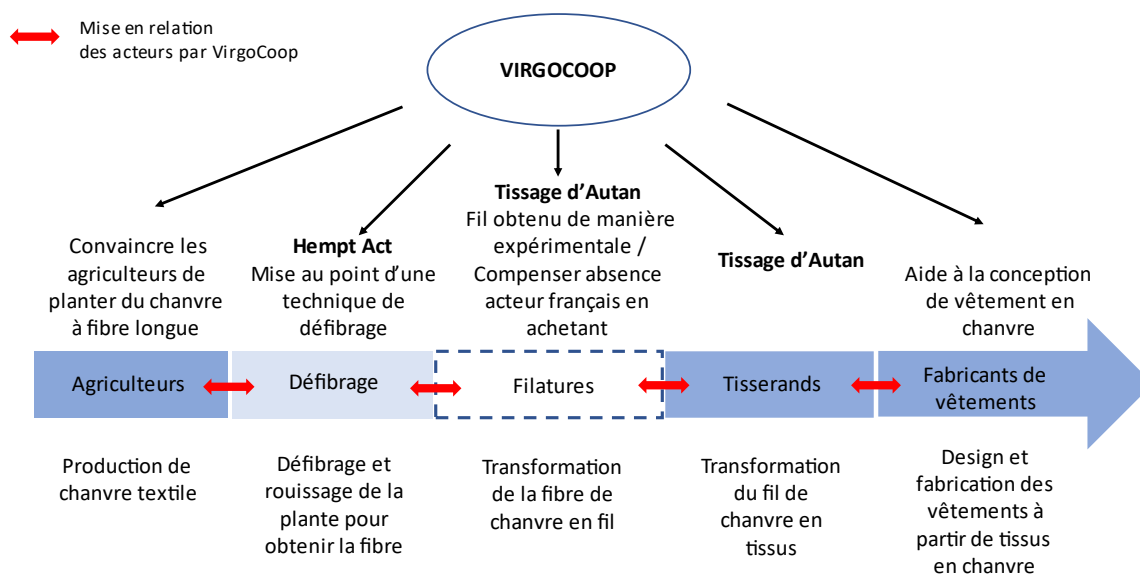 Mise en relation
des acteurs par VirgoCoop
VIRGOCOOP
Convaincre les
agriculteurs de
planter du chanvre
à fibre longue
Hempt Act
Mise au point d'une
technique de
défibrage
Tissage d'Autan
Fil obtenu de manière
expérimentale /
Compenser absence
acteur français en
achetant
Tissage d'Autan
Aide à la conception
de vêtement en
chanvre
Agriculteurs
Défibrage
Filatures
Tisserands
Fabricants de
vêtements
Production de
chanvre textile
Défibrage et
rouissage de la
plante pour
obtenir la fibre
Transformation
de la fibre de
chanvre en fil
Transformation
du fil de
chanvre en
tissus
Design et
fabrication des
vêtements à
partir de tissus
en chanvre